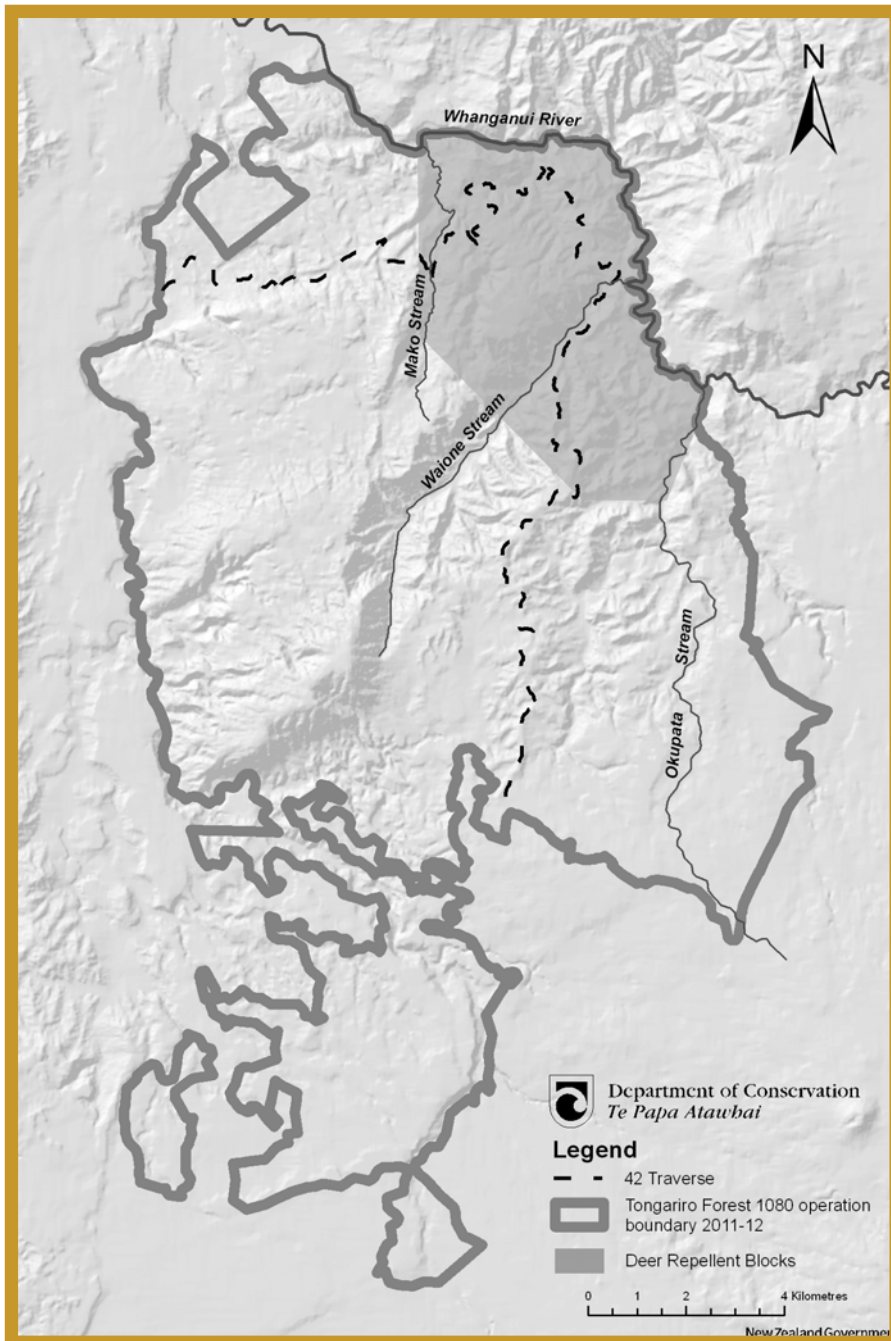 N
Whanganui River
Mako Stream
Waione Stream
Okupata Stream
Department of Conservation
Te Papa Atawhai
Legend
42 Traverse
Tongariro Forest 1080 operation
boundary 2011-12
Deer Repellent Blocks
0 1 2 4 Kilometres
New Zealand Governmen